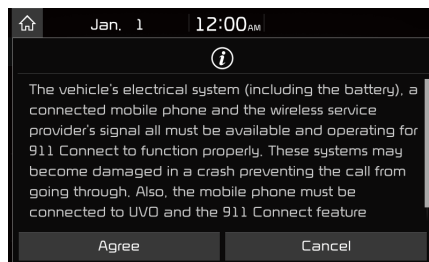 Jan. 1 12:00AM
The vehicle's electrical system (including the battery), a
connected mobile phone and the wireless service
provider's signal all must be available and operating for
911 Connect to function properly. These systems may
become damaged in a crash preventing the call from
going through. Also, the mobile phone must be
connected to UVO and the 911 Connect feature
Agree Cancel